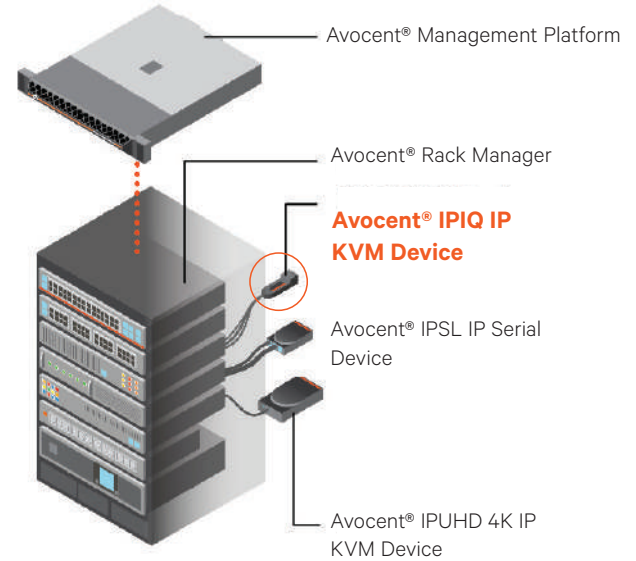 Avocent® Management Platform
Avocent® Rack Manager
Avocent® IPIQ IP
KVM Device
Avocent® IPSL IP Serial
Device
Avocent® IPUHD 4K IP
KVM Device